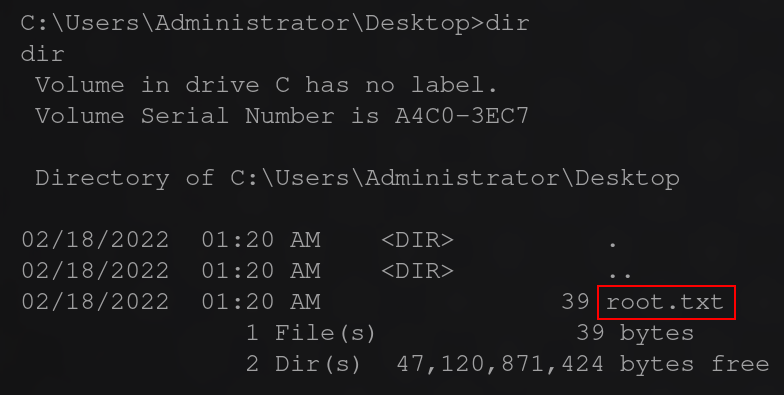 C:\Users\Administrator\Desktop>dir
dir
 Volume in drive C has no label.
 Volume Serial Number is A4C0-3EC7

 Directory of C:\Users\Administrator\Desktop

02/18/2022  01:20 AM    <DIR>          .
02/18/2022  01:20 AM    <DIR>          ..
02/18/2022  01:20 AM                39 root.txt
               1 File(s)             39 bytes
               2 Dir(s)  47,120,871,424 bytes free